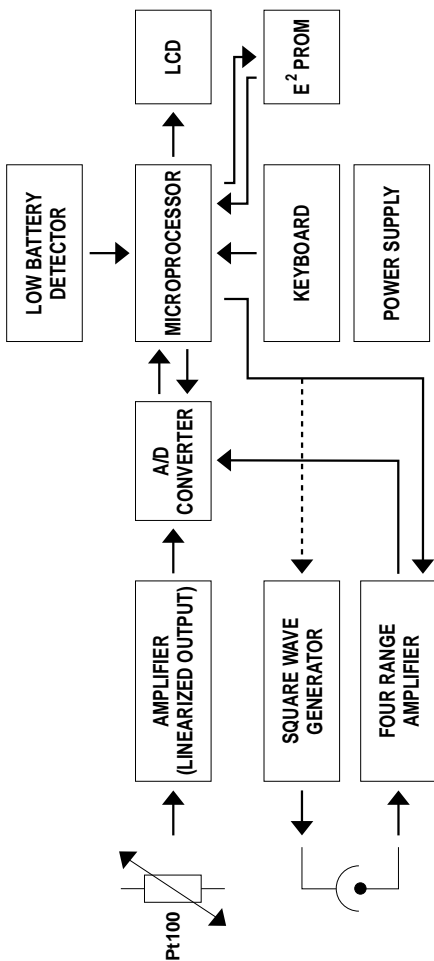 Pt100
AMPLIFIER
(LINEARIZED OUTPUT)
A/D
CONVERTER
LOW BATTERY
DETECTOR
MICROPROCESSOR
LCD
SQUARE WAVE
GENERATOR
KEYBOARD
E² PROM
FOUR RANGE
AMPLIFIER
POWER SUPPLY